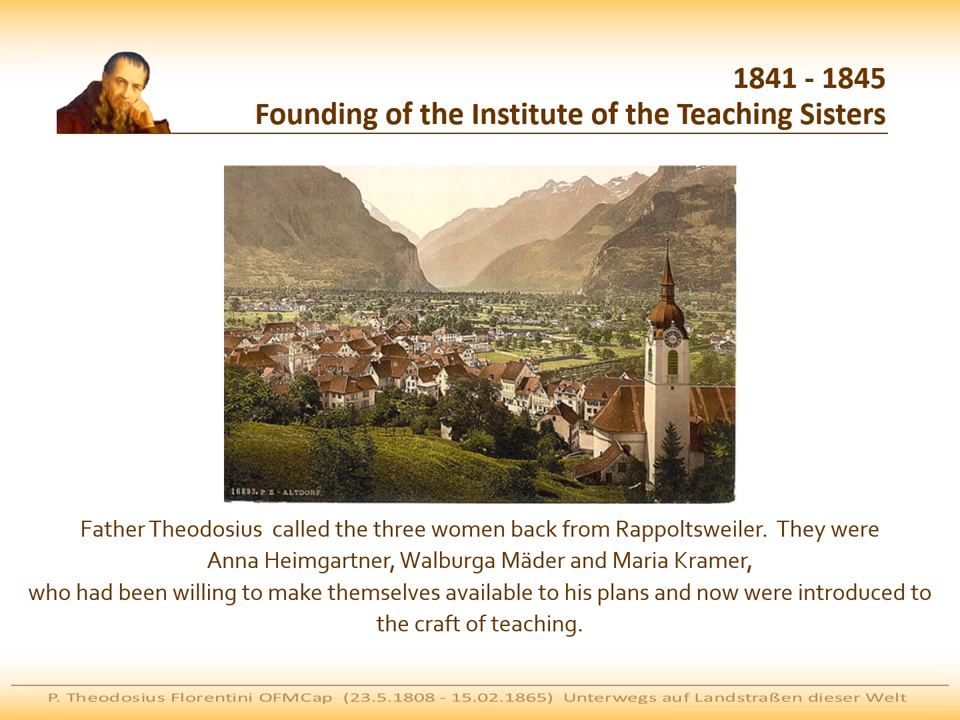 1841 - 1845
Founding of the Institute of the Teaching Sisters
16893. P. Z - ALTDORF.
Father Theodosius called the three women back from Rappoltsweiler. They were
Anna Heimgartner, Walburga Mäder and Maria Kramer,
who had been willing to make themselves available to his plans and now were introduced to
the craft of teaching.
P. Theodosius Florentini OFMCap (23.5.1808 - 15.02.1865) Unterwegs auf Landstraßen dieser Welt